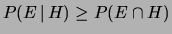 P(E | H) ≥ P(E ∩ H)